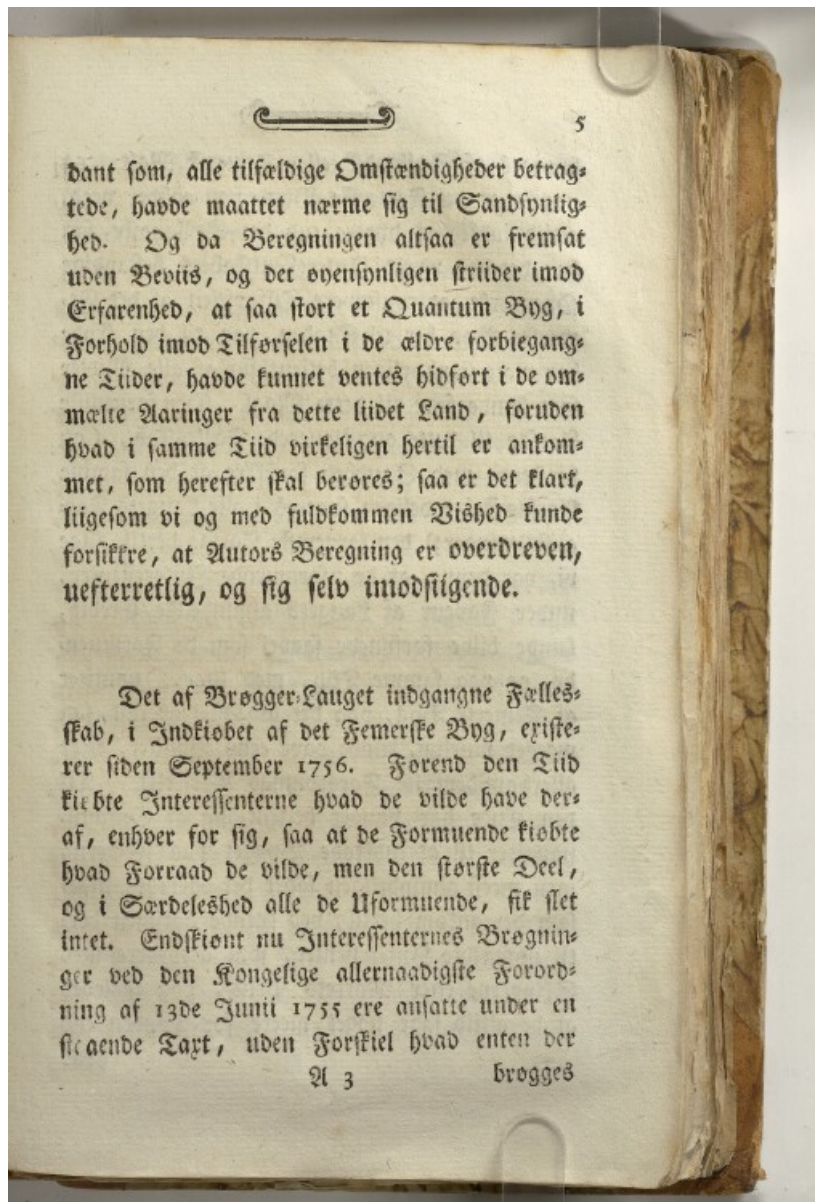 5
dant som, alle tilfældige Omstændigheder betrag-
tede, havde maattet nærme sig til Sandsynlig-
hed. Og da Beregningen altsaa er fremsat
uden Beviis, og det øyensynligen striider imod
Erfarenhed, at saa stort et Quantum Byg, i
Forhold imod Tilførselen i de ældre forbiegang-
ne Tiider, havde kunnet ventes hidført i de om-
mælte Aaringer fra dette liidet Land, foruden
hvad i samme Tiid virkeligen hertil er ankom-
met, som herefter skal berøres; saa er det klart,
liigesom vi og med fuldkommen Vished kunde
forsikkre, at Autors Beregning er overdreven,
uefterretlig, og sig selv imodstigende.
Det af Brøgger-Lauget indgangne Fælles-
skab, i Indkiøbet af det Femerske Byg, existe-
rer siden September 1756. Førend den Tiid
kiøbte Interessenterne hvad de vilde have der-
af, enhver for sig, saa at de Formuende kiøbte
hvad Forraad de vilde, men den største Deel,
og i Særdeleshed alle de Uformuende, fik slet
intet. Endskiønt nu Interessenternes Brøgnin-
ger ved den Kongelige allernaadigste Forord-
ning af 13de Junii 1755 ere ansatte under en
staaende Taxt, uden Forskiel hvad enten der
A 3 brøgges